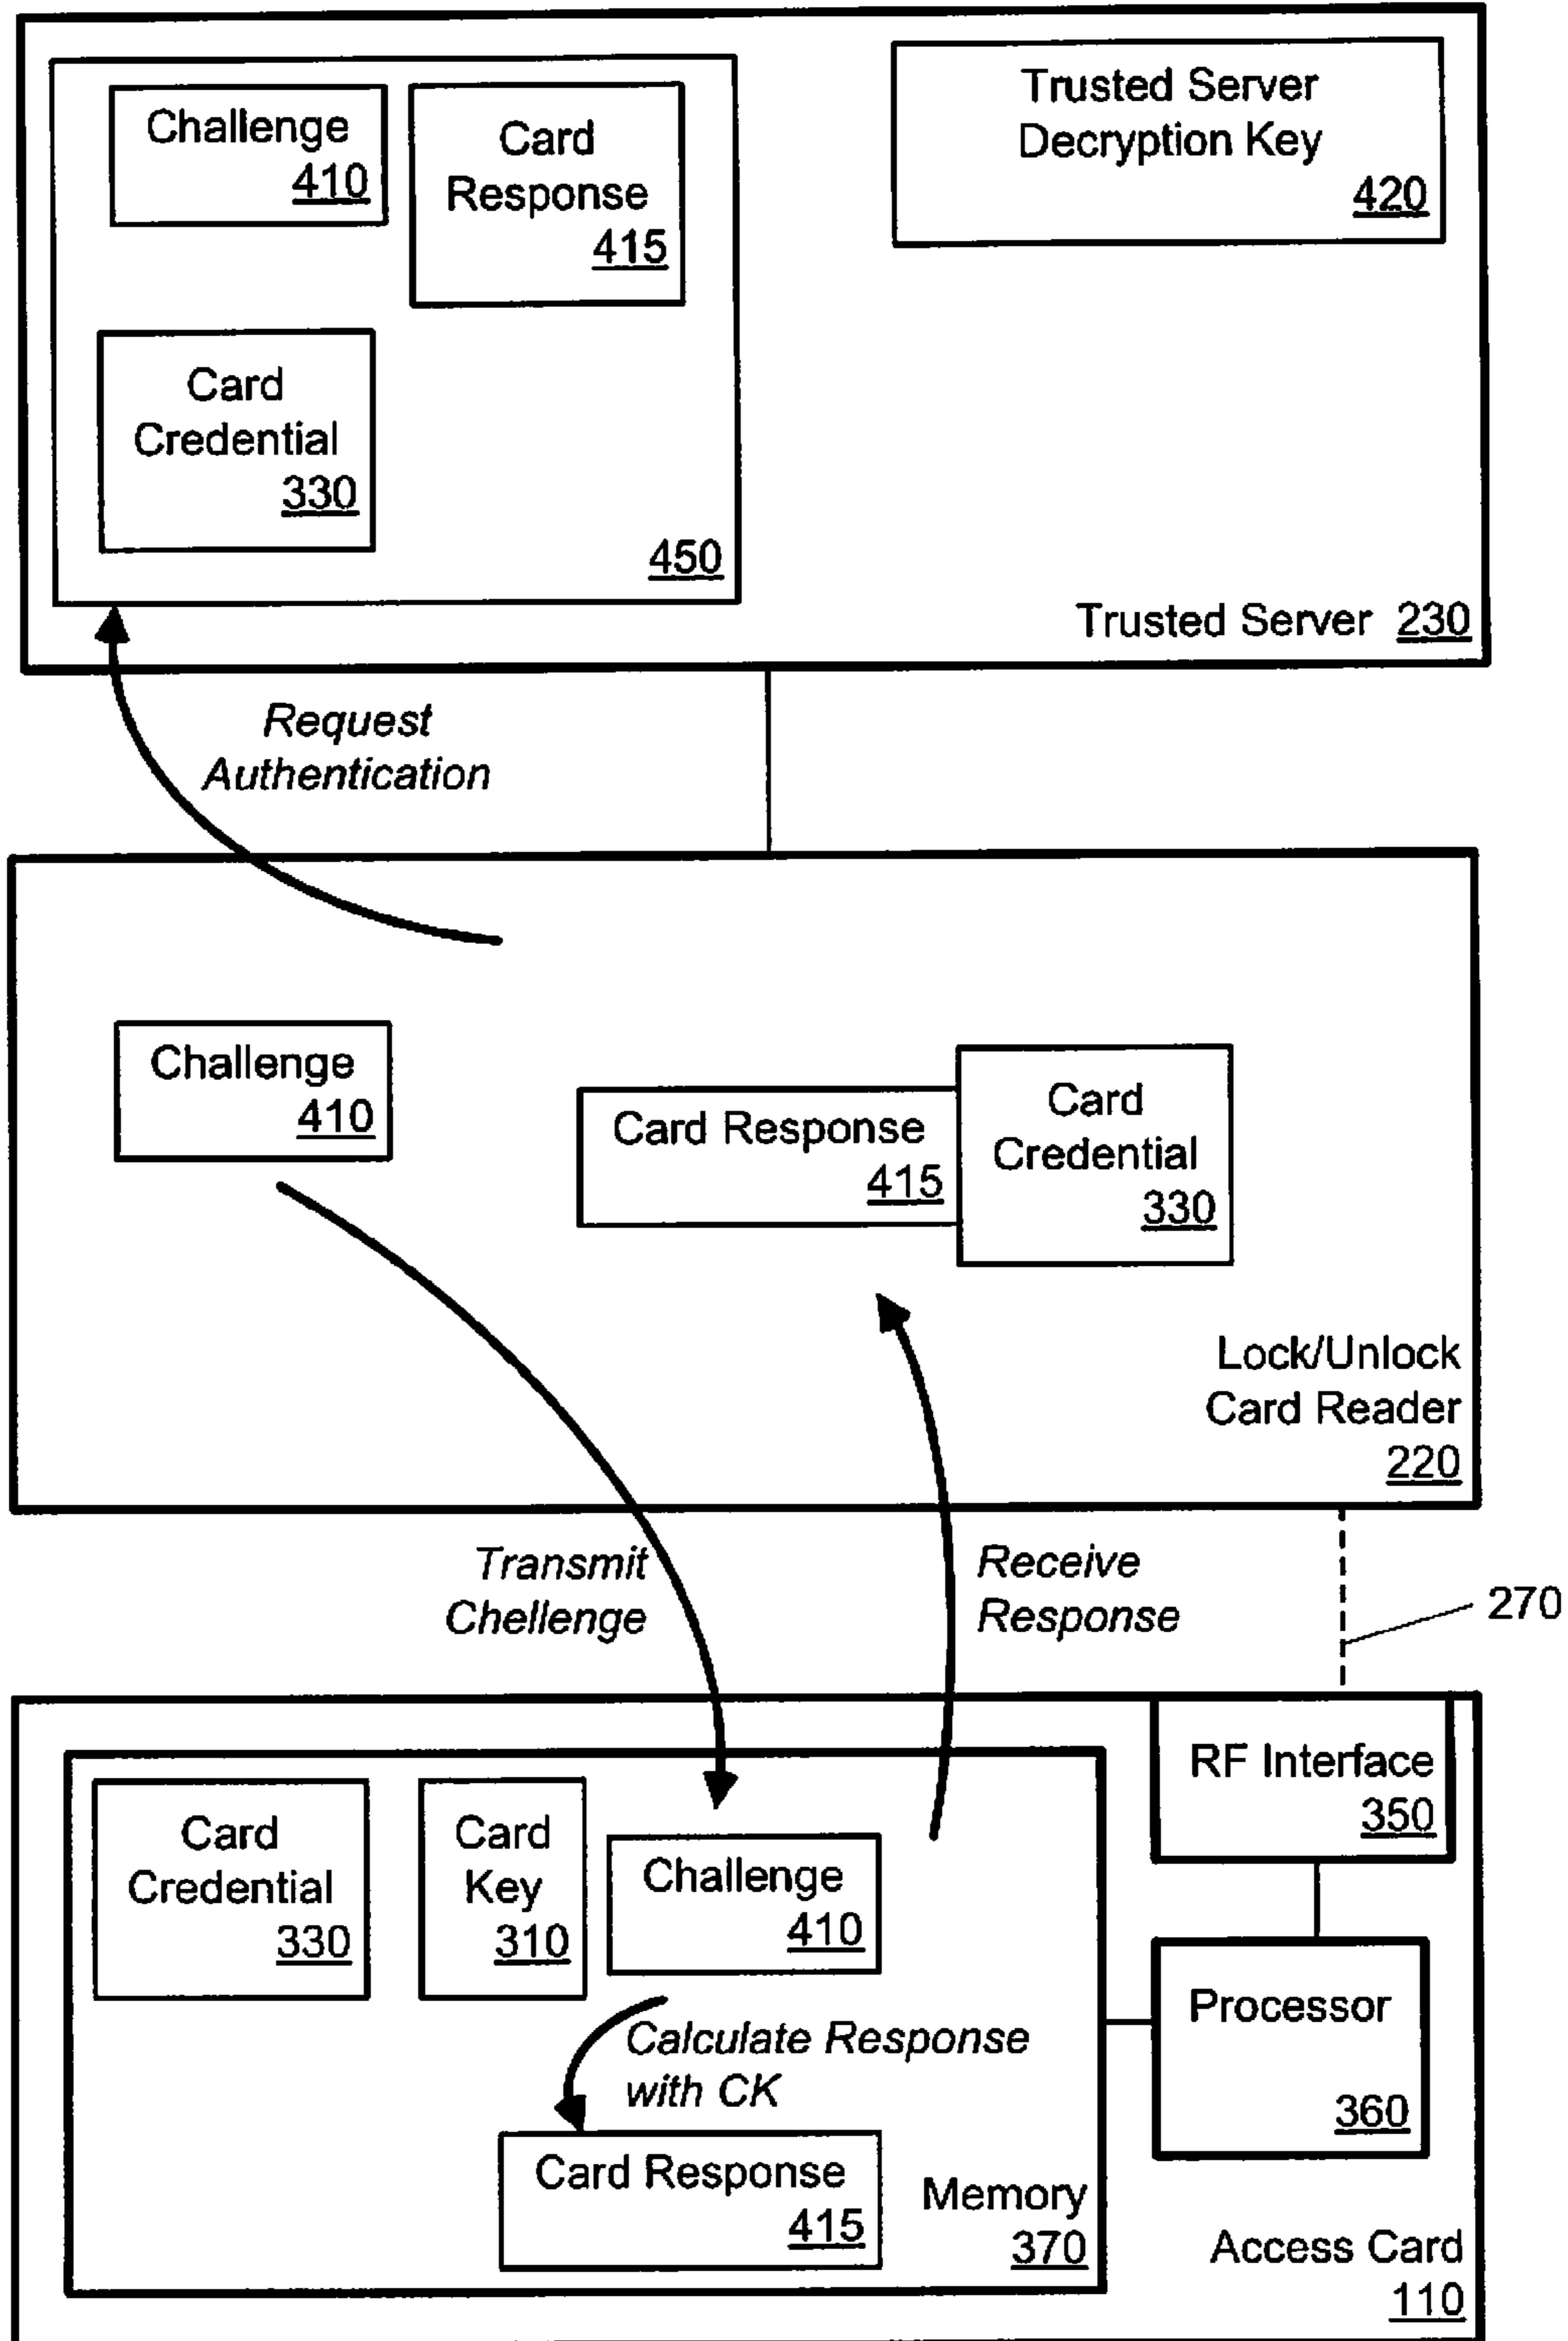 Challenge
410
Card
Response
415
Trusted Server
Decryption Key
420
Card
Credential
330
450
Trusted Server 230
Request
Authentication
Challenge
410
Card Response
415
Card
Credential
330
Lock/Unlock
Card Reader
220
Transmit
Chellenge
Receive
Response
270
Card
Credential
330
Card
Key
310
Challenge
410
RF Interface
350
Calculate Response
with CK
Processor
360
Card Response
415
Memory
370
Access Card
110